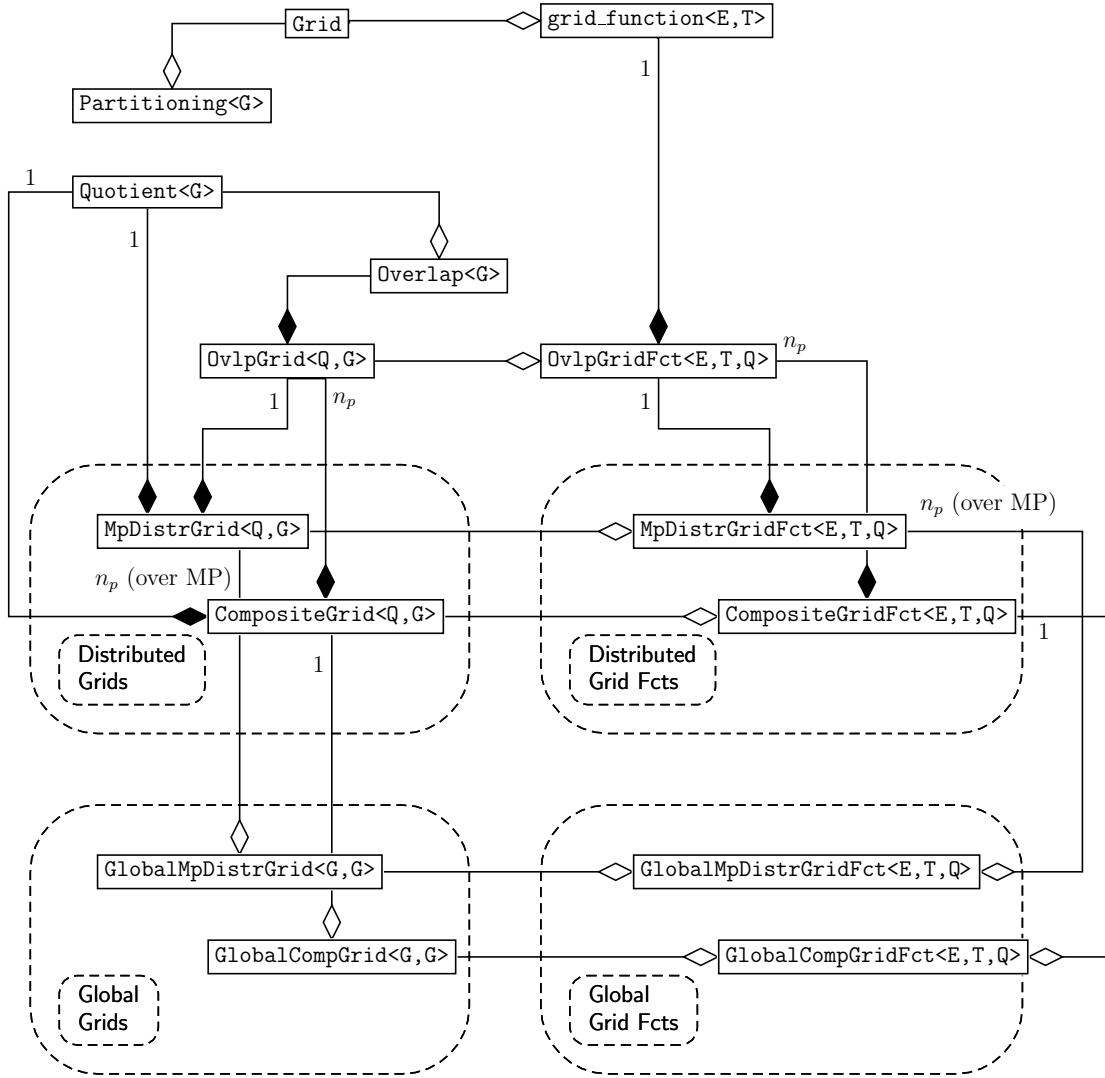 Grid
grid_function<E,T>
1
Partitioning<G>
1
Quotient<G>
1
Overlap<G>
OvlpGrid<Q,G>
OvlpGridFct<E,T,Q>
n_p
1
n_p
1
n_p (over MP)
MpDistrGrid<Q,G>
MpDistrGridFct<E,T,Q>
n_p (over MP)
CompositeGrid<Q,G>
CompositeGridFct<E,T,Q>
1
1
Distributed
Grids
Distributed
Grid Fcts
GlobalMpDistrGrid<G,G>
GlobalMpDistrGridFct<E,T,Q>
GlobalCompGrid<G,G>
GlobalCompGridFct<E,T,Q>
Global
Grids
Global
Grid Fcts